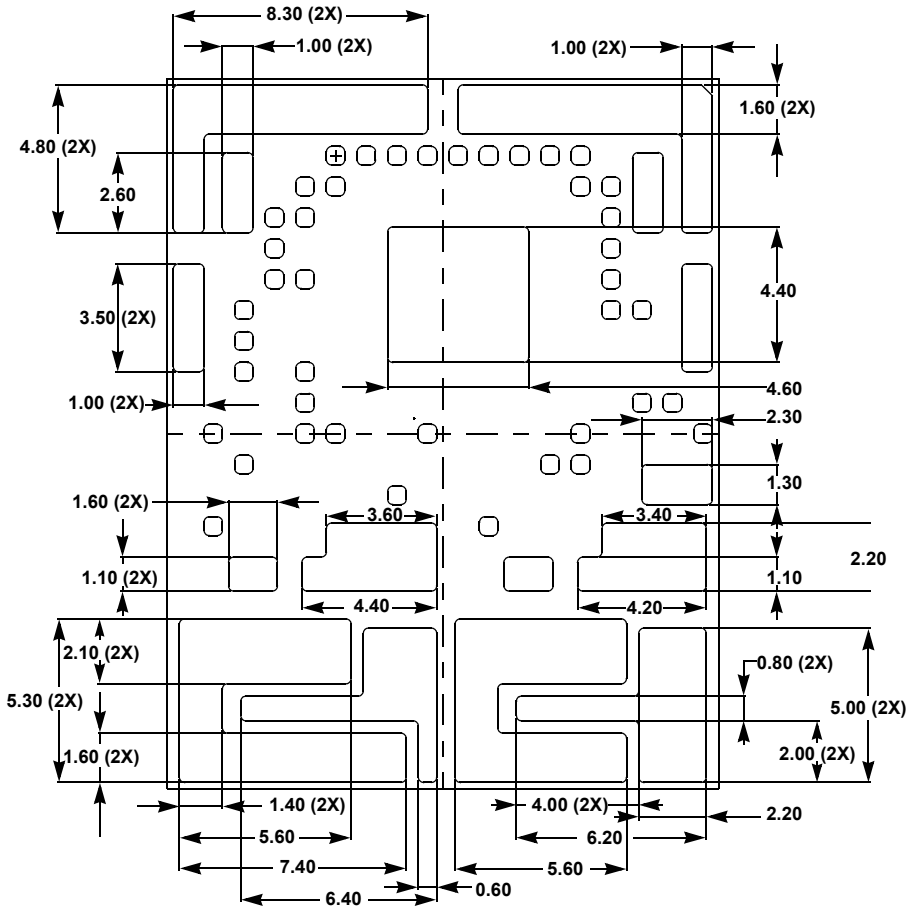 8.30 (2X)
1.00 (2X)
1.00 (2X)
1.60 (2X)
4.80 (2X)
2.60
4.40
3.50 (2X)
4.60
1.00 (2X)
2.30
1.30
1.60 (2X)
3.60
3.40
2.20
1.10 (2X)
1.10
4.40
4.20
2.10 (2X)
0.80 (2X)
5.30 (2X)
5.00 (2X)
2.00 (2X)
1.60 (2X)
1.40 (2X)
4.00 (2X)
2.20
5.60
6.20
7.40
5.60
6.40
0.60